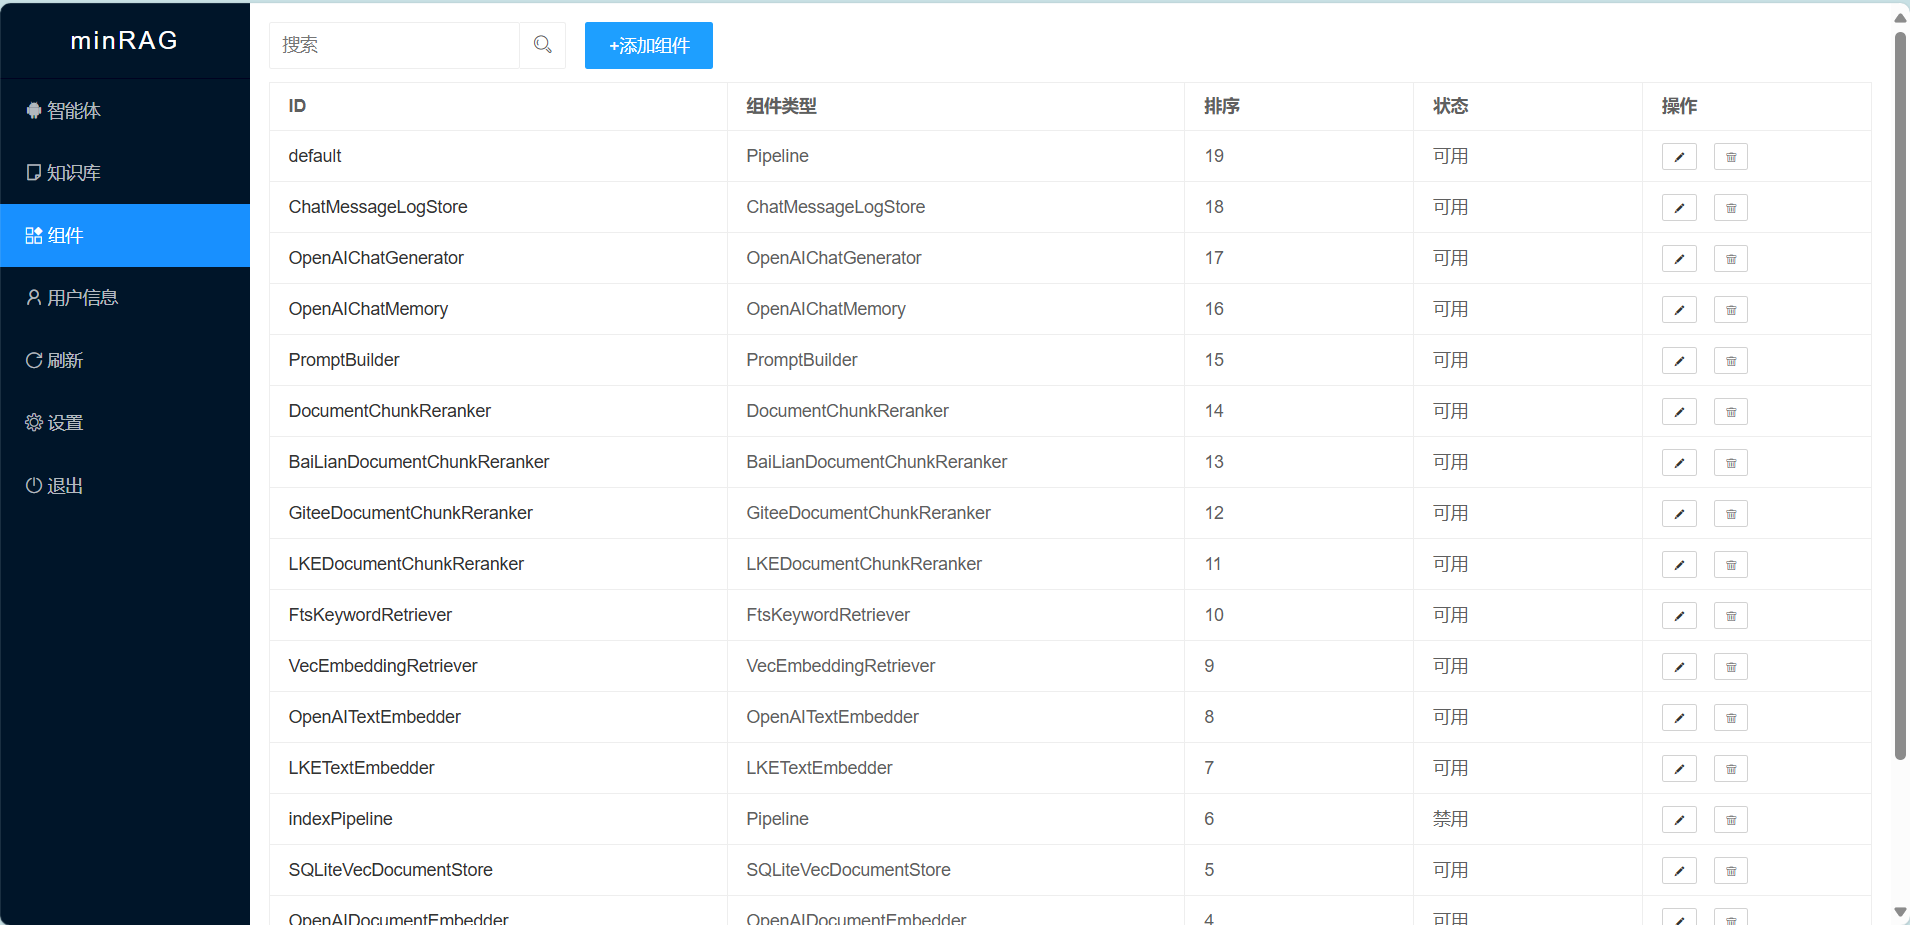 minRAG
智能体
知识库
组件
用户信息
刷新
设置
退出
搜索
+添加组件
ID 组件类型 排序 状态 操作
default Pipeline 19 可用
ChatMessageLogStore ChatMessageLogStore 18 可用
OpenAIChatGenerator OpenAIChatGenerator 17 可用
OpenAIChatMemory OpenAIChatMemory 16 可用
PromptBuilder PromptBuilder 15 可用
DocumentChunkReranker DocumentChunkReranker 14 可用
BaiLianDocumentChunkReranker BaiLianDocumentChunkReranker 13 可用
GiteeDocumentChunkReranker GiteeDocumentChunkReranker 12 可用
LKEDocumentChunkReranker LKEDocumentChunkReranker 11 可用
FtsKeywordRetriever FtsKeywordRetriever 10 可用
VecEmbeddingRetriever VecEmbeddingRetriever 9 可用
OpenAITextEmbedder OpenAITextEmbedder 8 可用
LKETextEmbedder LKETextEmbedder 7 可用
indexPipeline Pipeline 6 禁用
SQLiteVecDocumentStore SQLiteVecDocumentStore 5 可用
OpenAIDocumentEmbedder OpenAIDocumentEmbedder 4 可用